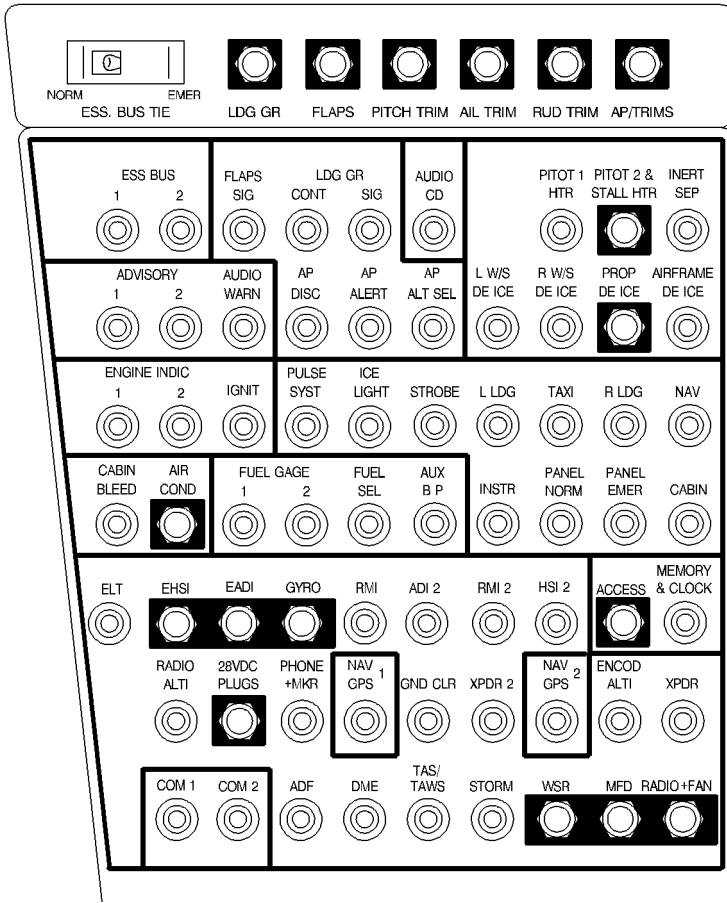 NORM EMER
ESS. BUS TIE LDG GR FLAPS PITCH TRIM AIL TRIM RUD TRIM AP/TRIMS
ESS BUS FLAPS LDG GR AUDIO PITOT 1 PITOT 2 & INERT
1 2 SIG CONT SIG CD HTR STALL HTR SEP
ADVISORY AUDIO AP AP AP L W/S R W/S PROP AIRFRAME
1 2 WARN DISC ALERT ALT SEL DE ICE DE ICE DE ICE DE ICE
ENGINE INDIC PULSE ICE
1 2 IGNIT SYST LIGHT STROBE L LDG TAXI R LDG NAV
CABIN AIR FUEL GAGE FUEL AUX PANEL PANEL
BLEED COND 1 2 SEL B P INSTR NORM EMER CABIN
MEMORY
ELT EHSI EADI GYRO RMI ADI 2 RMI 2 HSI 2 ACCESS & CLOCK
RADIO 28VDC PHONE NAV 1 NAV 2 ENCOD
ALTI PLUGS +MKR GPS GND CLR XPDR 2 GPS ALTI XPDR
TAS/
COM 1 COM 2 ADF DME TAWS STORM WSR MFD RADIO+FAN